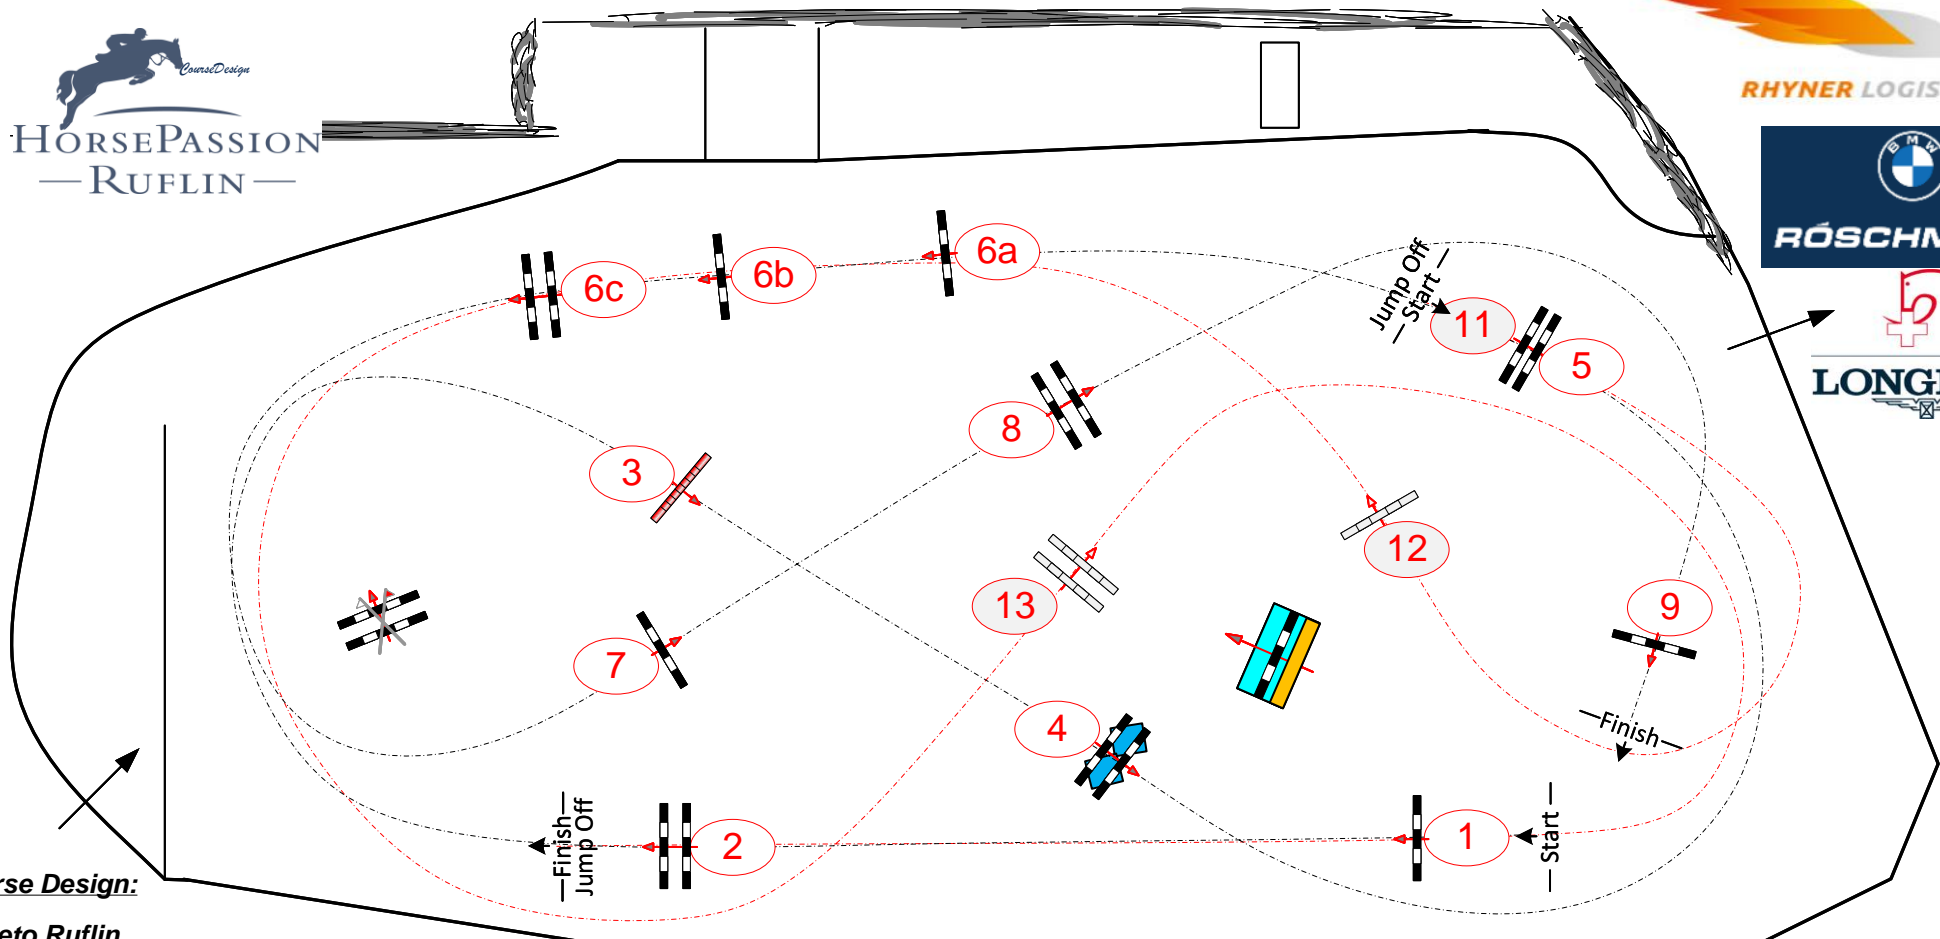 CourseDesign
HORSEPASSION
RUFLIN
RHYNER LOGIS
BMW
RÖSCHM
LONG
6a
6b
6c
Jump Off
Start
11
5
8
3
12
13
9
7
Finish
4
Start
1
2
Finish
Jump Off
rse Design:
eto Ruflin